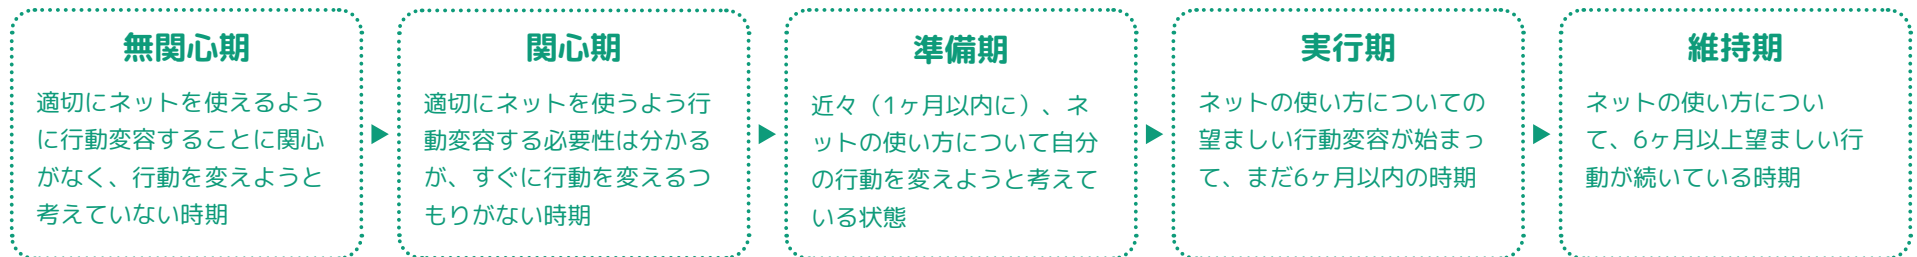 無関心期
適切にネットを使えるよう
に行動変容することに関心
がなく、行動を変えようと
考えていない時期
関心期
適切にネットを使うよう行
動変容する必要性は分かる
が、すぐに行動を変えるつ
もりがない時期
準備期
近々（1ヶ月以内に）、ネ
ットの使い方について自分
の行動を変えようと考えて
いる状態
実行期
ネットの使い方についての
望ましい行動変容が始まっ
て、まだ6ヶ月以内の時期
維持期
ネットの使い方につい
て、6ヶ月以上望ましい行
動が続いている時期